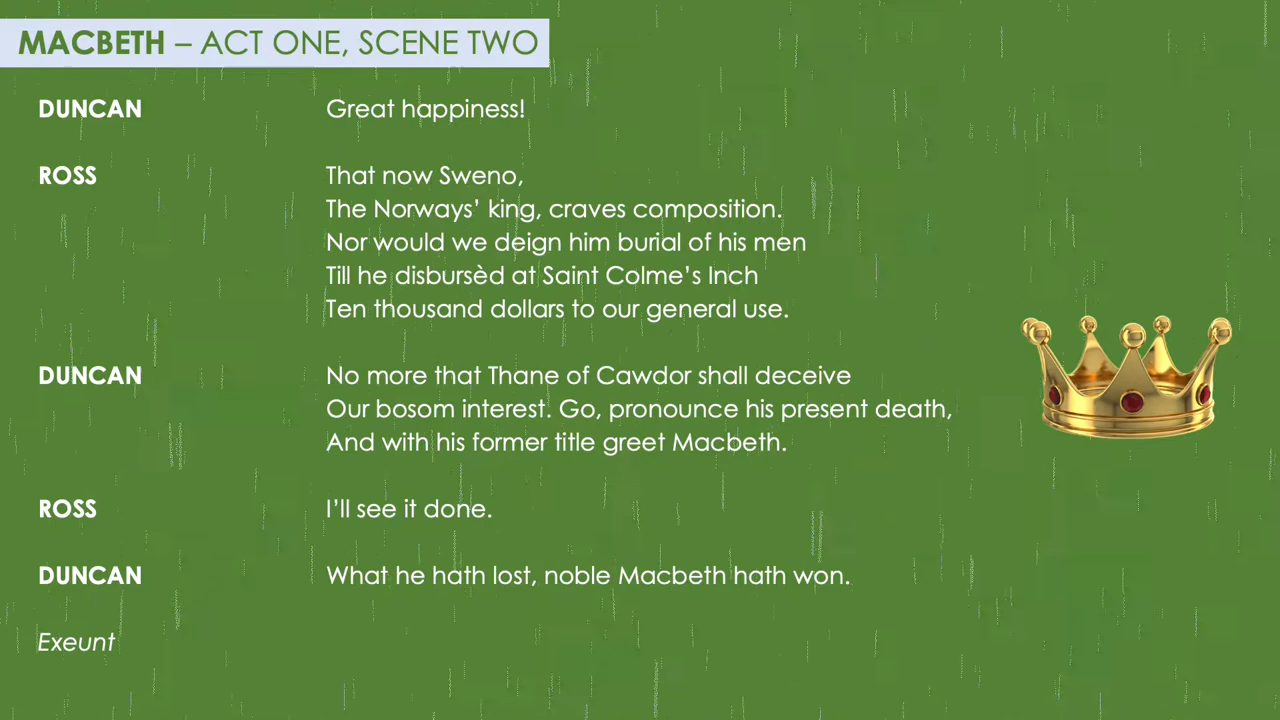 MACBETH – ACT ONE, SCENE TWO
DUNCAN Great happiness!
ROSS That now Sweno,
The Norways’ king, craves composition.
Nor would we deign him burial of his men
Till he disbursèd at Saint Colme’s Inch
Ten thousand dollars to our general use.
DUNCAN No more that Thane of Cawdor shall deceive
Our bosom interest. Go, pronounce his present death,
And with his former title greet Macbeth.
ROSS I’ll see it done.
DUNCAN What he hath lost, noble Macbeth hath won.
Exeunt